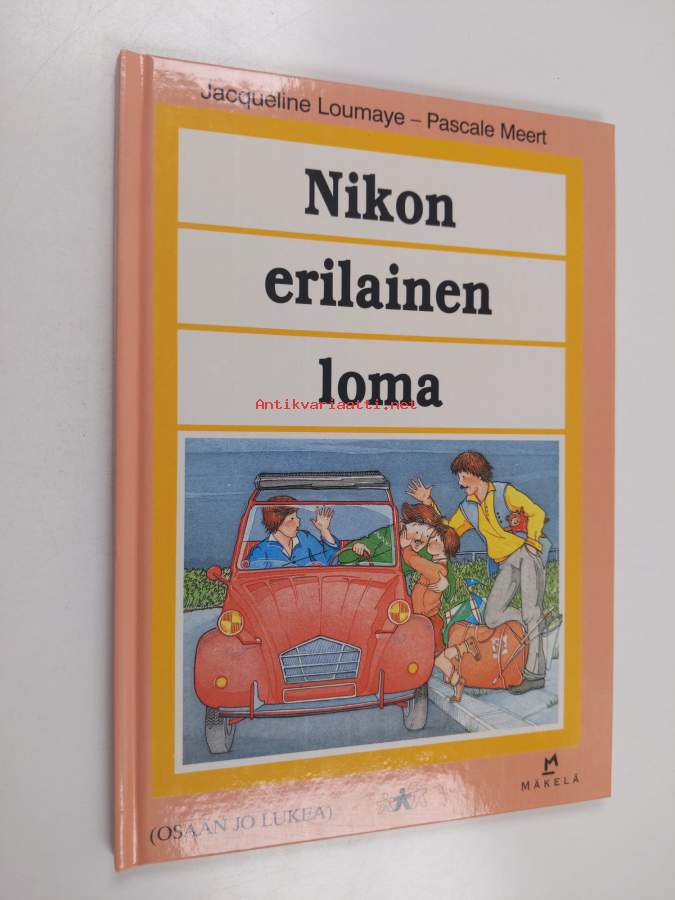 Jacqueline Loumaye – Pascale Meert
Nikon
erilainen
loma
Antikvariaatti.net
M
MÄKELÄ
(OSAAN JO LUKEA)